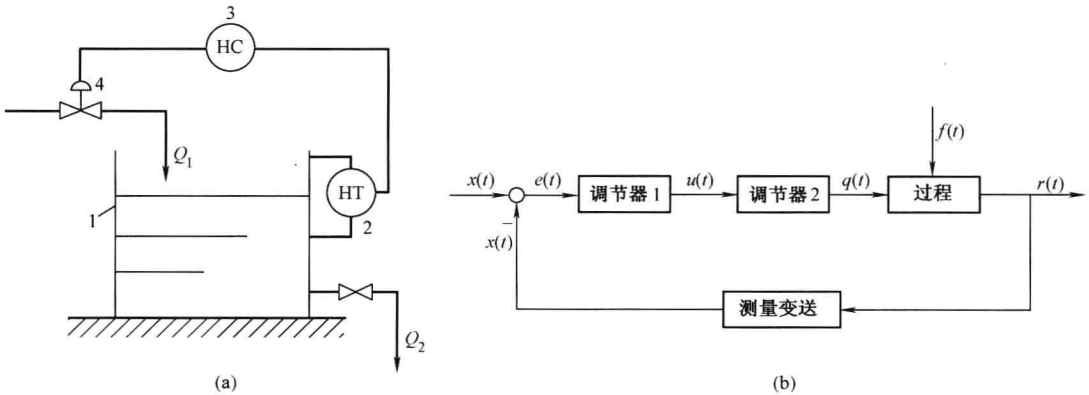 3
HC
4
Q₁
HT
1
2
Q₂
(a)
f(t)
x(t)
e(t)
调节器1
u(t)
调节器2
q(t)
过程
r(t)
−
x(t)
测量变送
(b)